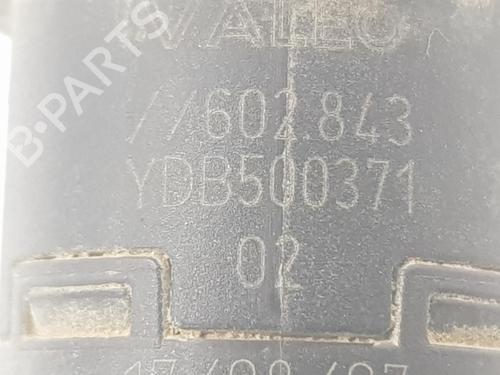 VALEO
//602.843
YDB500371
02
B-PARTS